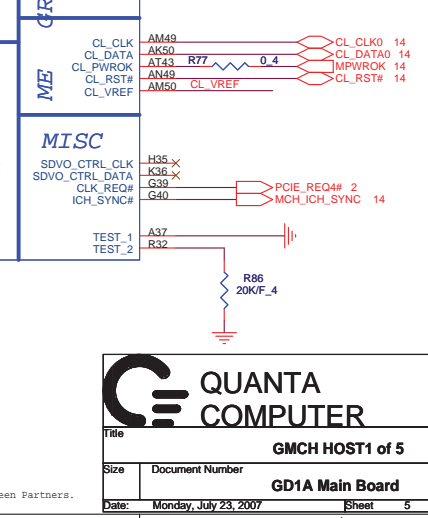 GR
ME
CL_CLK AM49 CL_CLK0 14
CL_DATA AK50 CL_DATA0 14
CL_PWROK AT43 R77 0_4 MPWROK 14
CL_RST# AN49 CL_RST# 14
CL_VREF AM50 CL_VREF
MISC
SDVO_CTRL_CLK H35
SDVO_CTRL_DATA K36
CLK_REQ# G39 PCIE_REQ4# 2
ICH_SYNC# G40 MCH_ICH_SYNC 14
TEST_1 A37
TEST_2 R32
R86
20K/F_4
QUANTA
COMPUTER
Title
GMCH HOST1 of 5
Size Document Number
GD1A Main Board
Date: Monday, July 23, 2007 Sheet 5
een Partners.